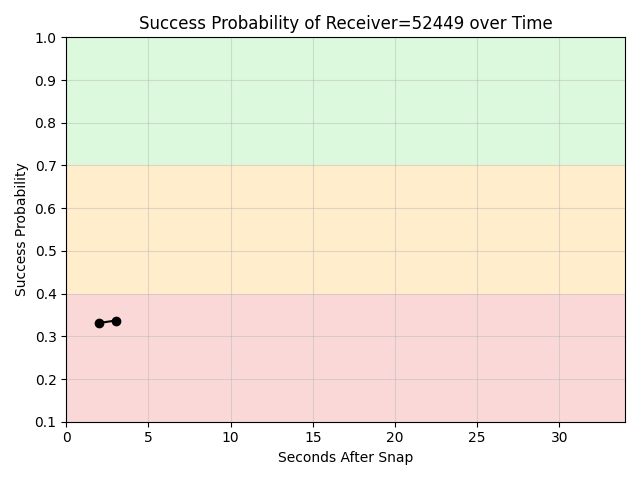 Success Probability of Receiver=52449 over Time
1.0
0.9
0.8
0.7
0.6
0.5
0.4
0.3
0.2
0.1
Success Probability
0 5 10 15 20 25 30
Seconds After Snap